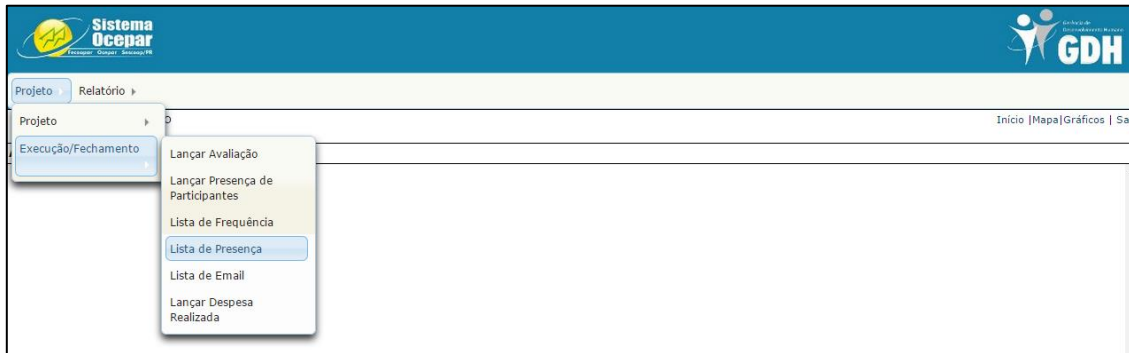 Sistema
Ocepar
Fecoopar Ocepar Sescoop/PR
GDH
Projeto
Relatório
Projeto
O
Início |Mapa|Gráficos | Sa
Execução/Fechamento
Lançar Avaliação
Lançar Presença de
Participantes
Lista de Frequência
Lista de Presença
Lista de Email
Lançar Despesa
Realizada